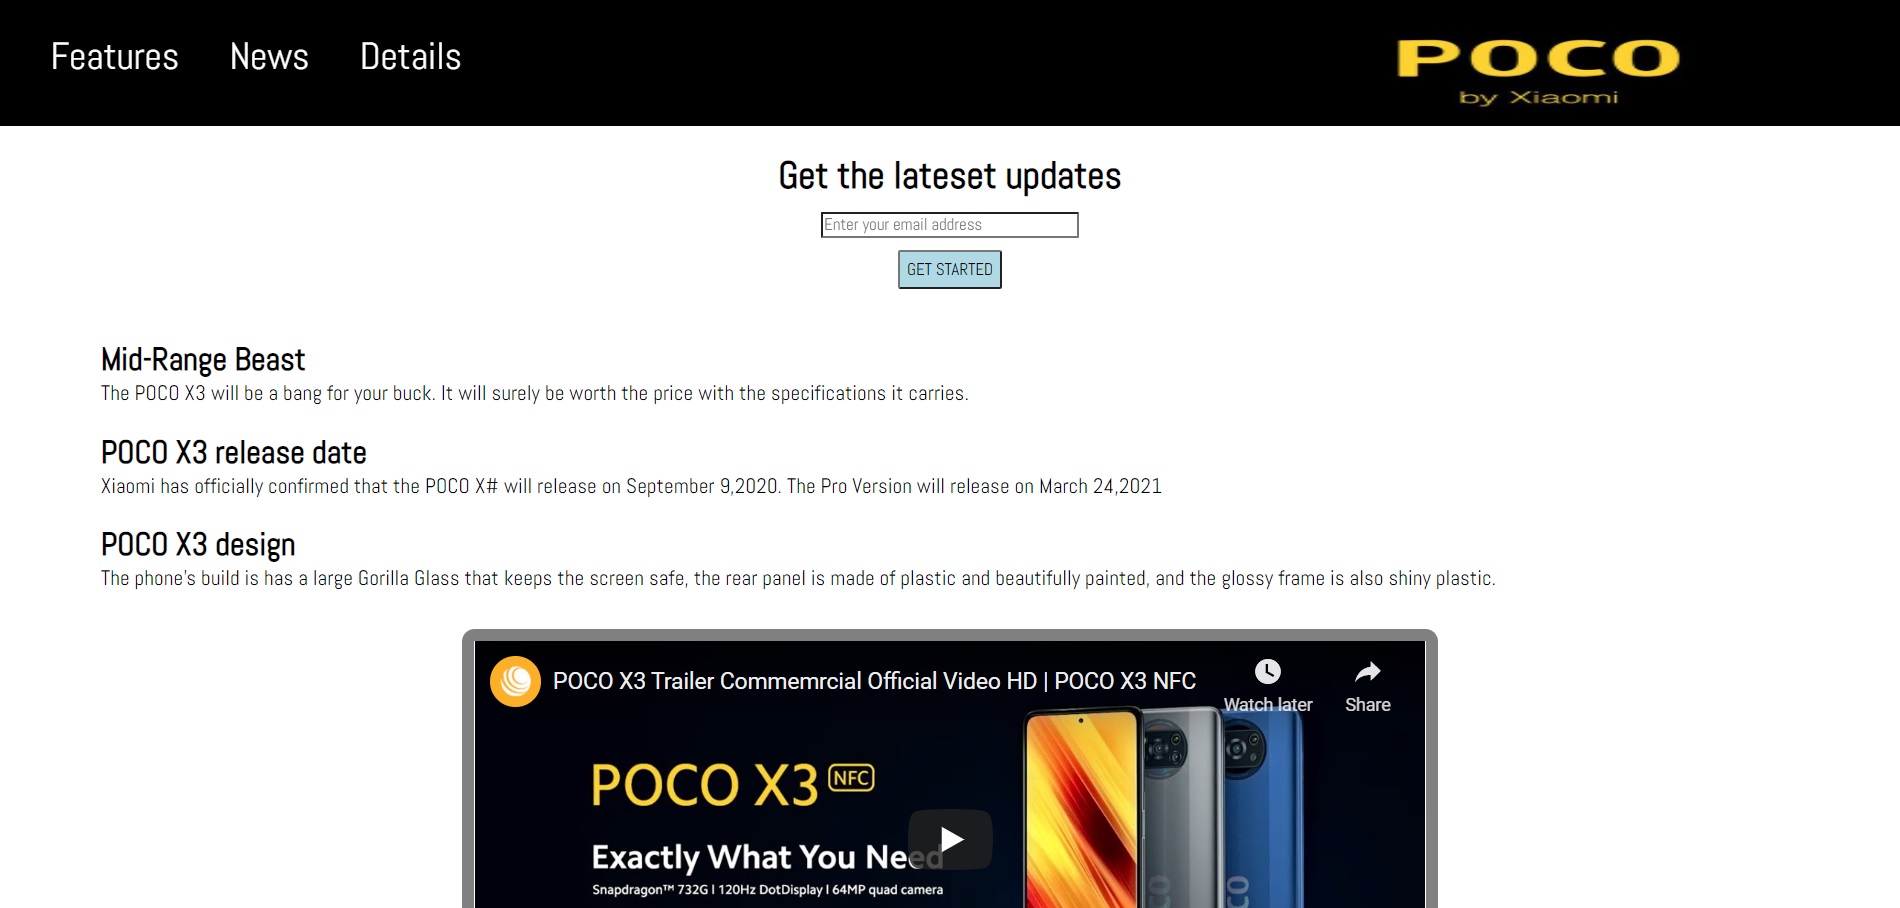 Features News Details
POCO
by Xiaomi
Get the lateset updates
Enter your email address
GET STARTED
Mid-Range Beast
The POCO X3 will be a bang for your buck. It will surely be worth the price with the specifications it carries.
POCO X3 release date
Xiaomi has officially confirmed that the POCO X# will release on September 9,2020. The Pro Version will release on March 24,2021
POCO X3 design
The phone's build is has a large Gorilla Glass that keeps the screen safe, the rear panel is made of plastic and beautifully painted, and the glossy frame is also shiny plastic.
POCO X3 Trailer Commemrcial Official Video HD | POCO X3 NFC
Watch later Share
POCO X3 NFC
Exactly What You Need
Snapdragon™ 732G | 120Hz DotDisplay | 64MP quad camera